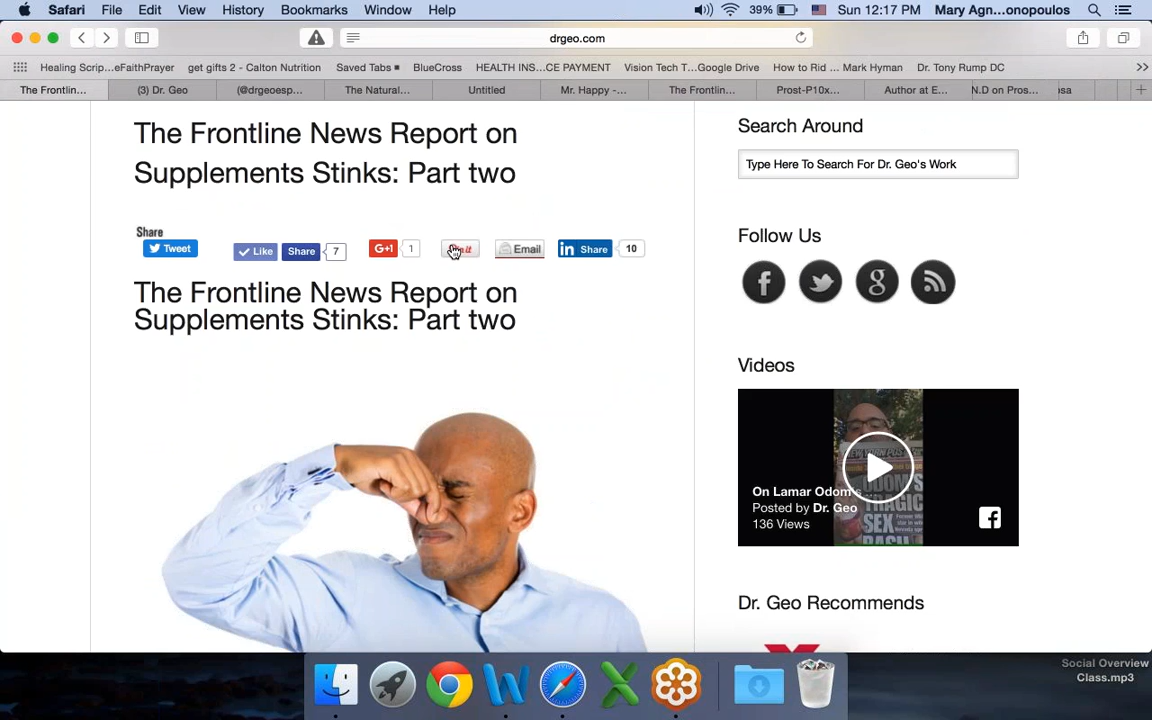 Safari File Edit View History Bookmarks Window Help 39% Sun 12:17 PM Mary Agn...onopoulos
drgeo.com
Healing Scrip...eFaithPrayer get gifts 2 - Calton Nutrition Saved Tabs BlueCross HEALTH INS...CE PAYMENT Vision Tech T...Google Drive How to Rid ... Mark Hyman Dr. Tony Rump DC
The Frontlin... (3) Dr. Geo (@drgeoesp... The Natural... Untitled Mr. Happy -... The Frontlin... Prost-P10x... Author at E... N.D on Pros... nsa
The Frontline News Report on
Supplements Stinks: Part two
Share
Tweet Like Share 7 G+1 1 Email in Share 10
The Frontline News Report on
Supplements Stinks: Part two
Search Around
Type Here To Search For Dr. Geo's Work
Follow Us
Videos
On Lamar Odom's
Posted by Dr. Geo
136 Views
ODOM'S
TRAGIC
SEX
BASH
Dr. Geo Recommends
Social Overview
Class.mp3